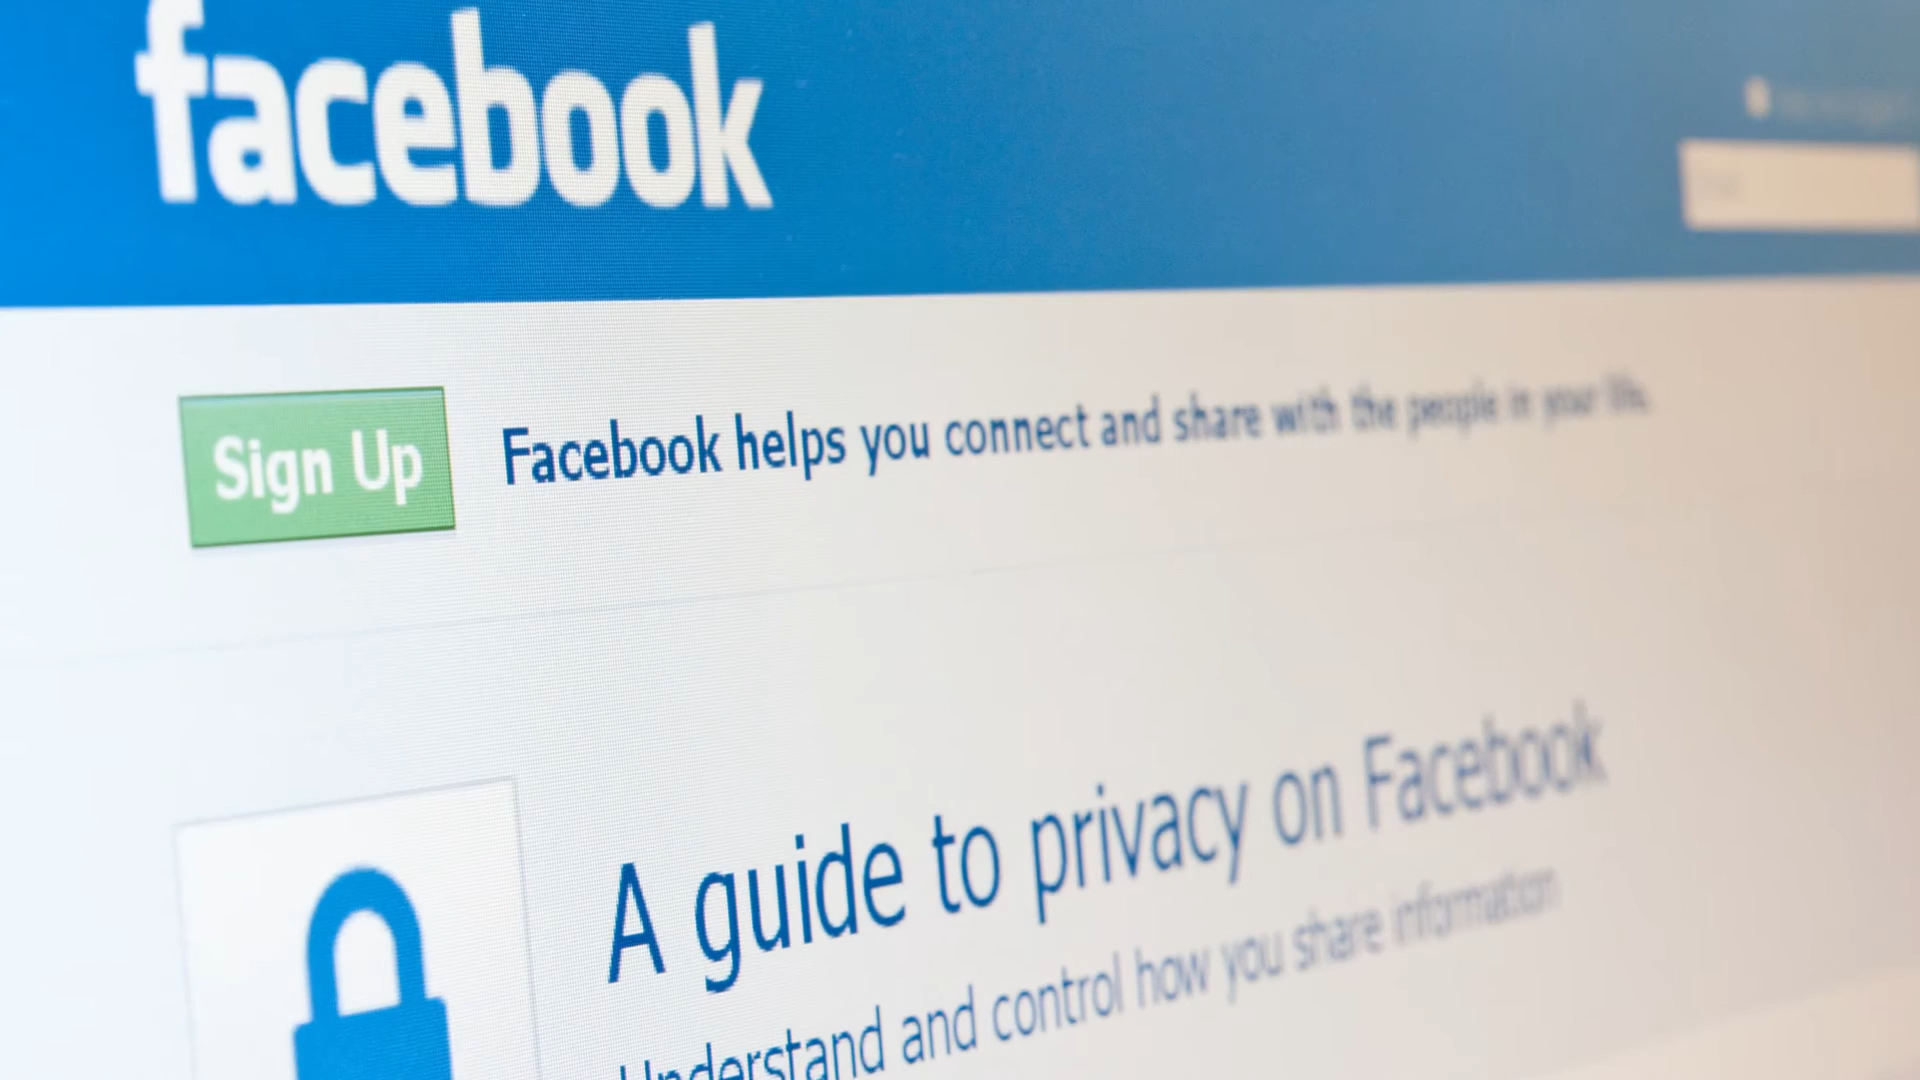 facebook
Sign Up
Facebook helps you connect and share with the people in your life.
A guide to privacy on Facebook
Understand and control how you share information